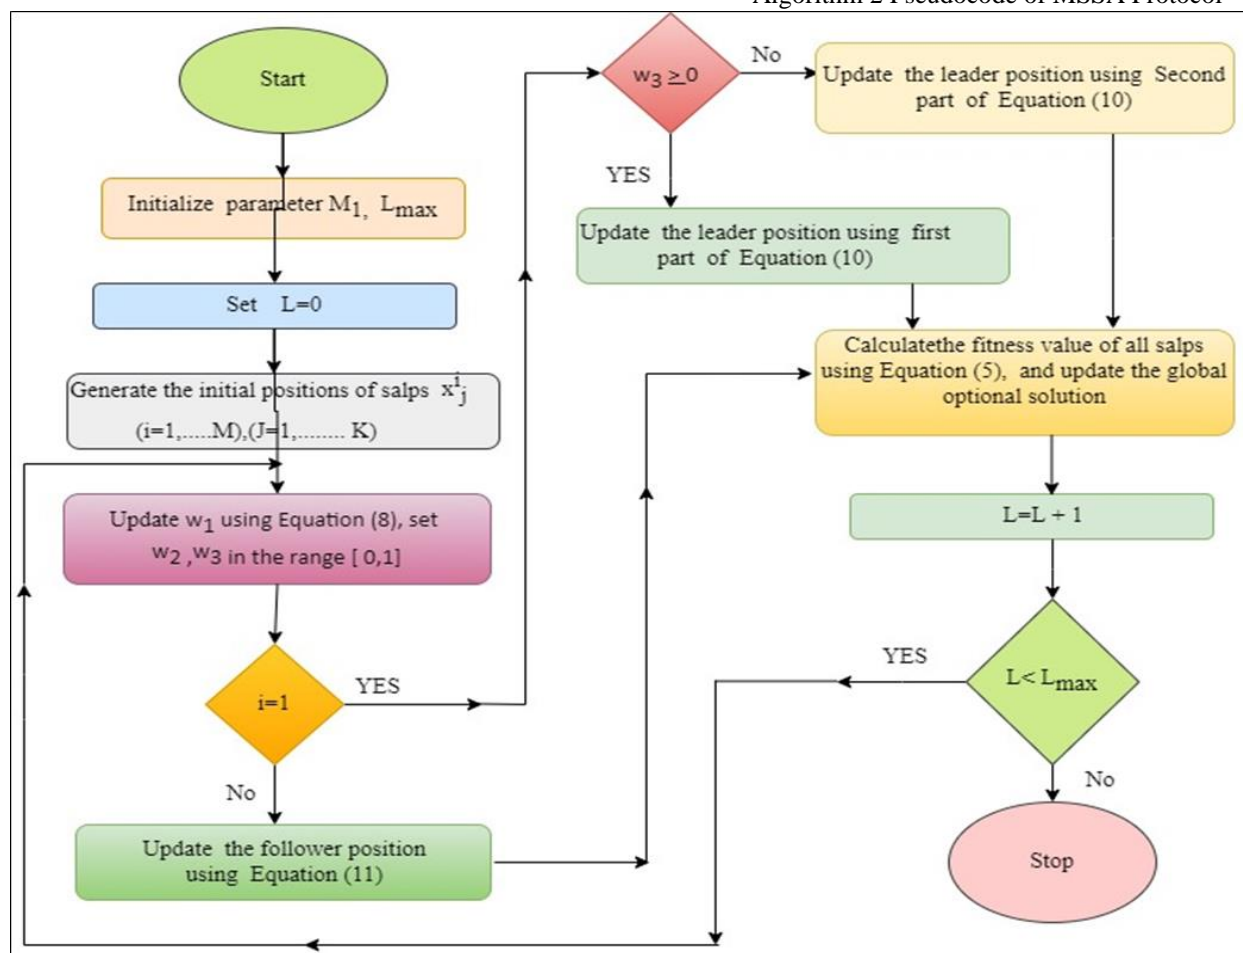 Algorithm 2 Pseudocode of MSSA Protocol
Start
Initialize parameter M1, Lmax
Set L=0
Generate the initial positions of salps x^i_j
(i=1,.....M),(J=1,........ K)
Update w1 using Equation (8), set
w2 ,w3 in the range [ 0,1]
i=1
YES
No
Update the follower position
using Equation (11)
w3 ≥0
No
YES
Update the leader position using Second
part of Equation (10)
Update the leader position using first
part of Equation (10)
Calculatethe fitness value of all salps
using Equation (5), and update the global
optional solution
L=L + 1
L< Lmax
YES
No
Stop